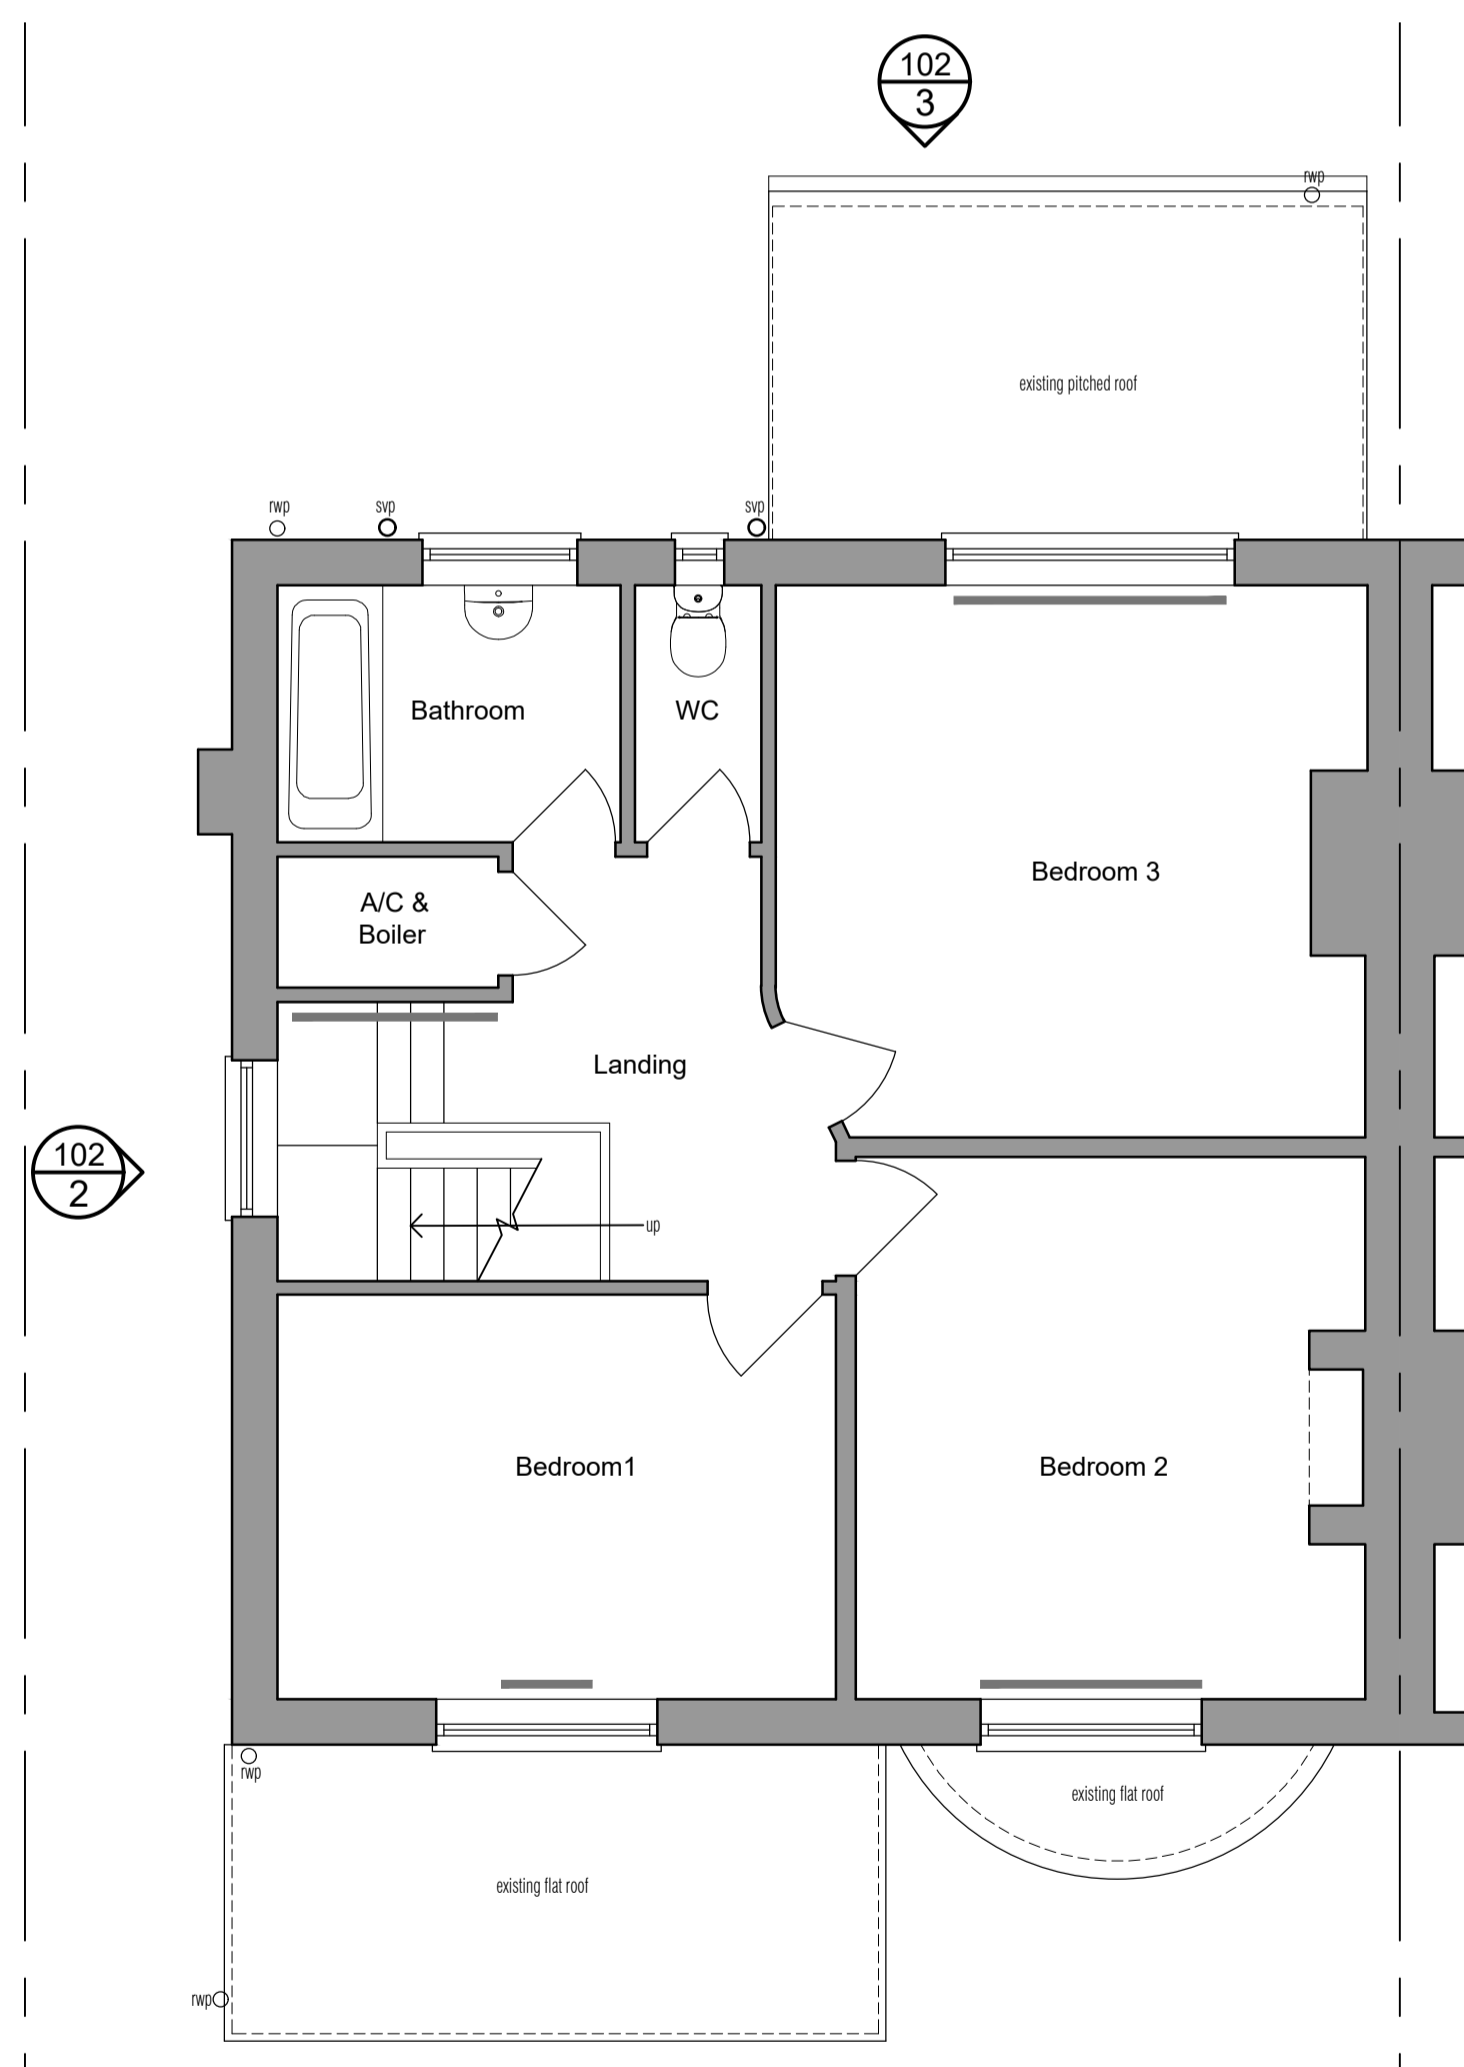 102
3
rwp
existing pitched roof
rwp
svp
svp
Bathroom
WC
Bedroom 3
A/C &
Boiler
Landing
102
2
up
Bedroom1
Bedroom 2
rwp
existing flat roof
existing flat roof
rwp